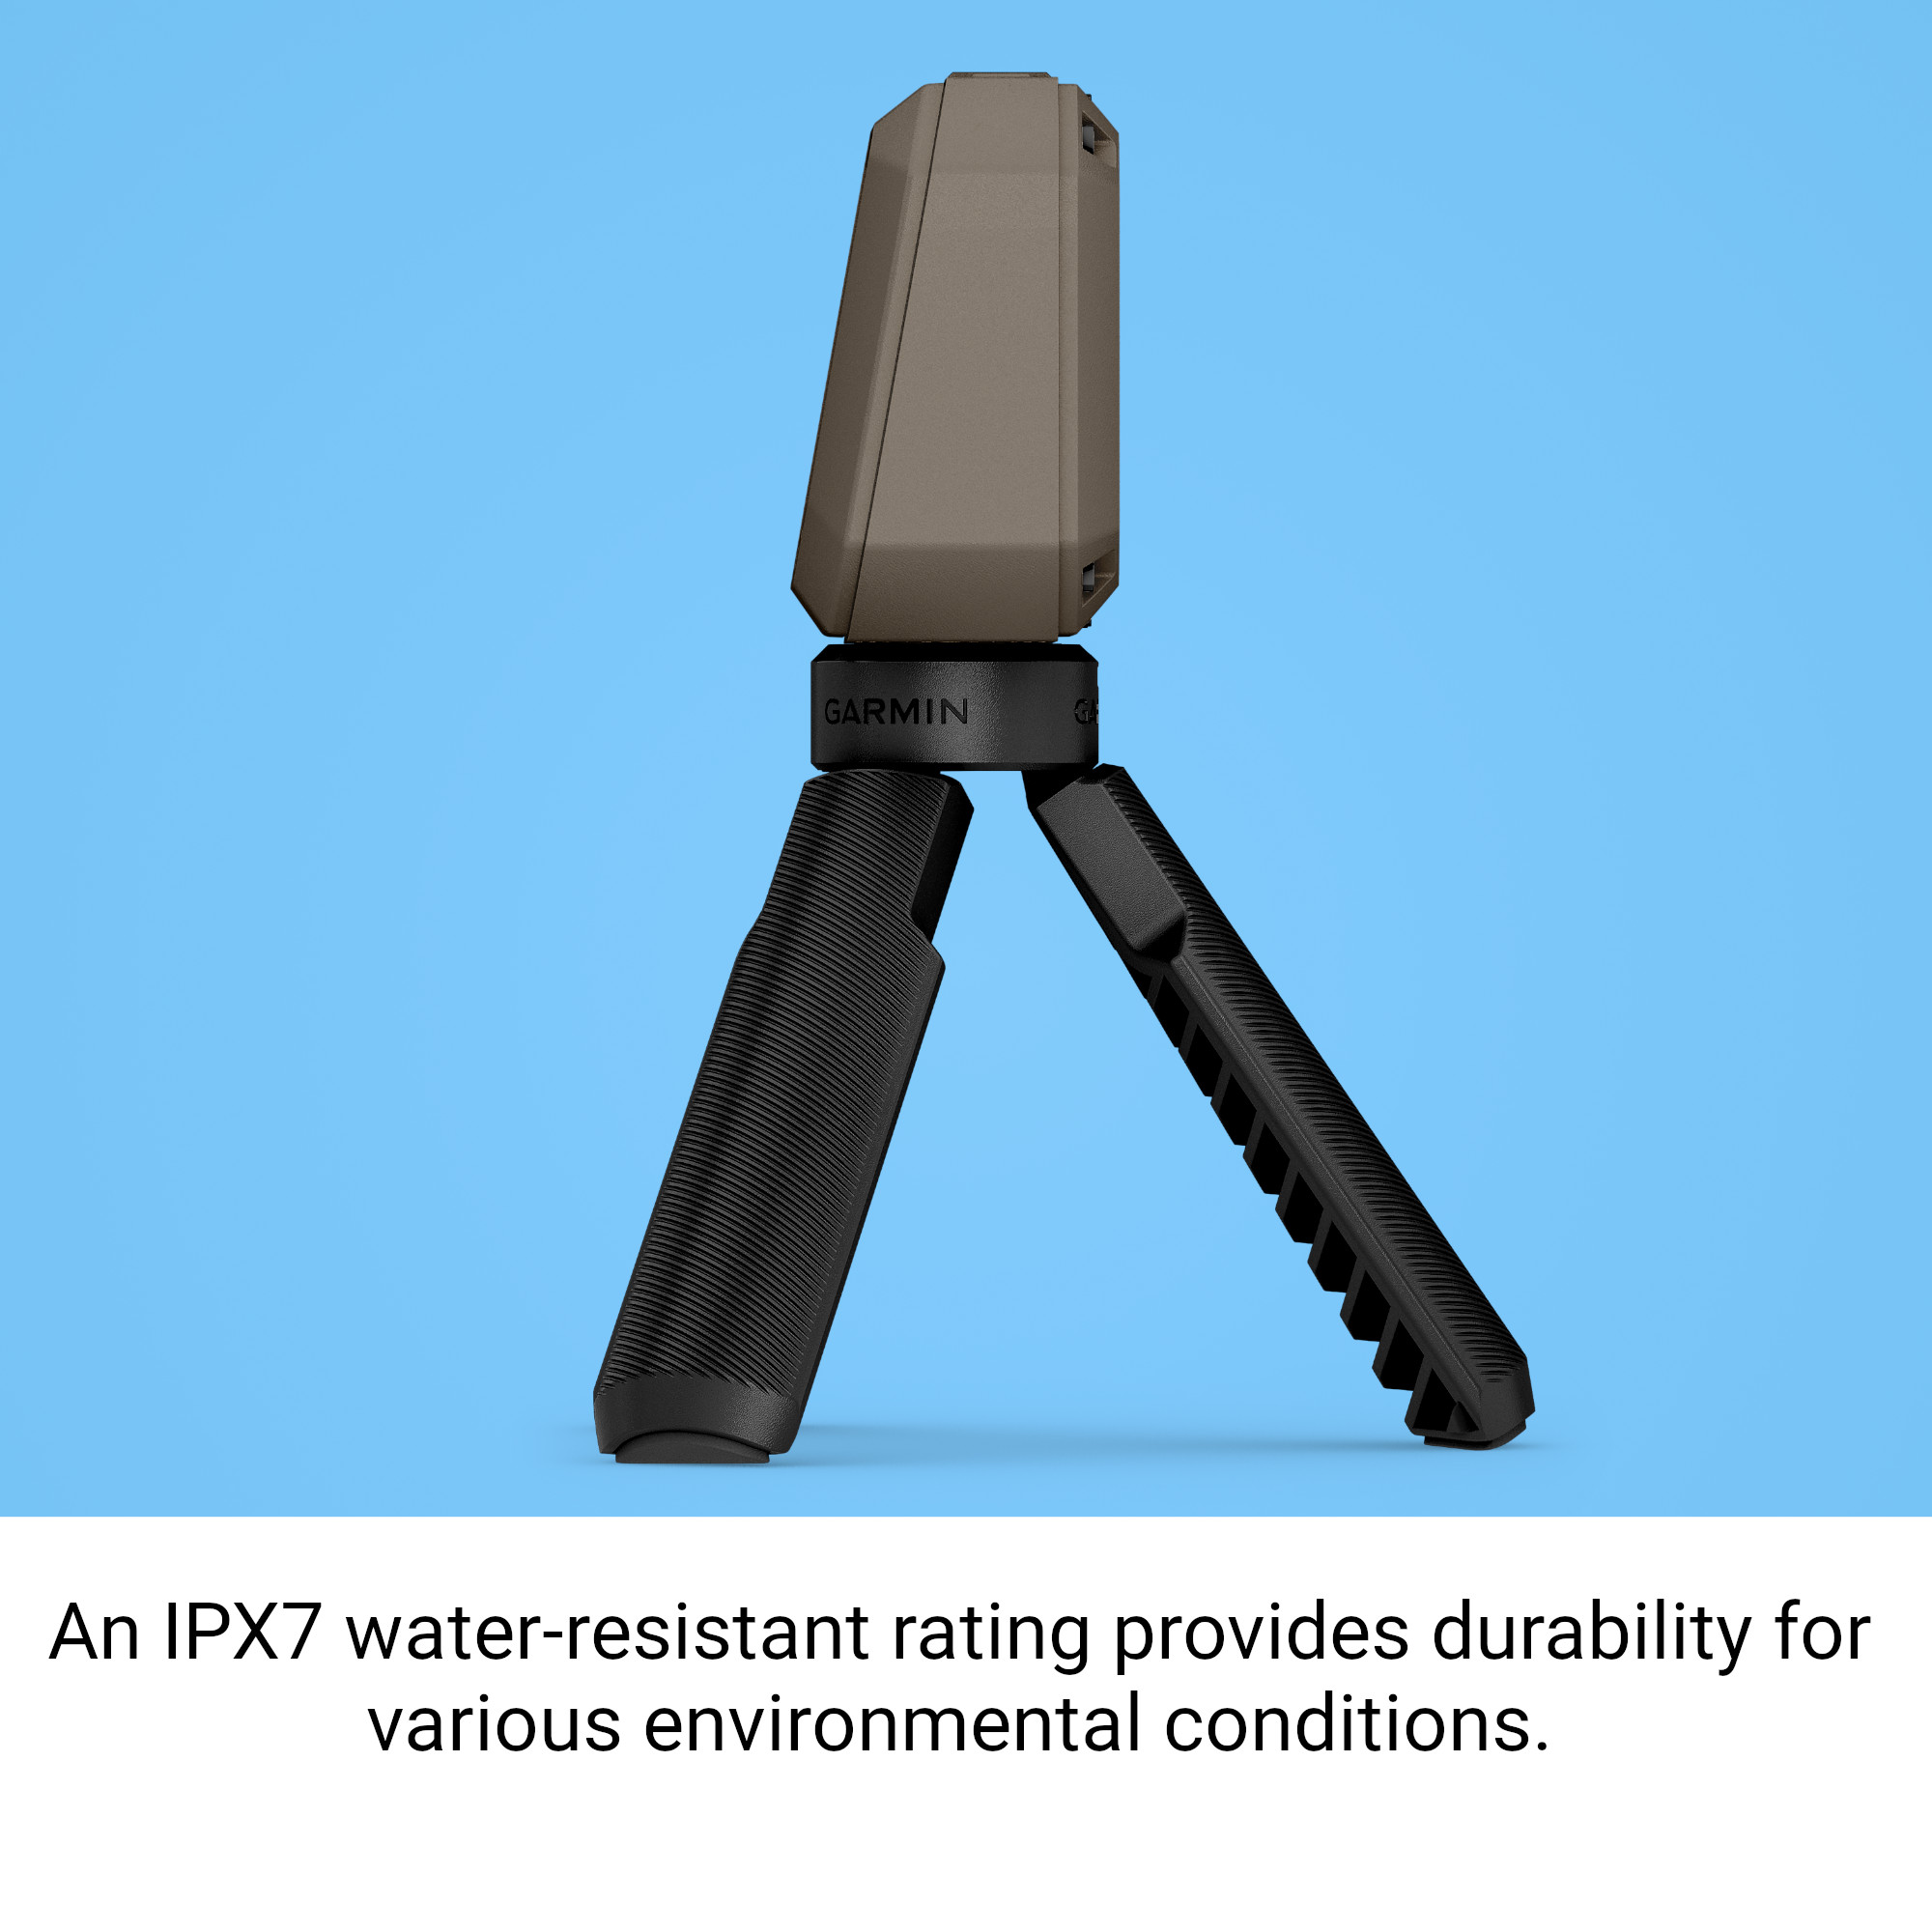 GARMIN
An IPX7 water-resistant rating provides durability for
various environmental conditions.